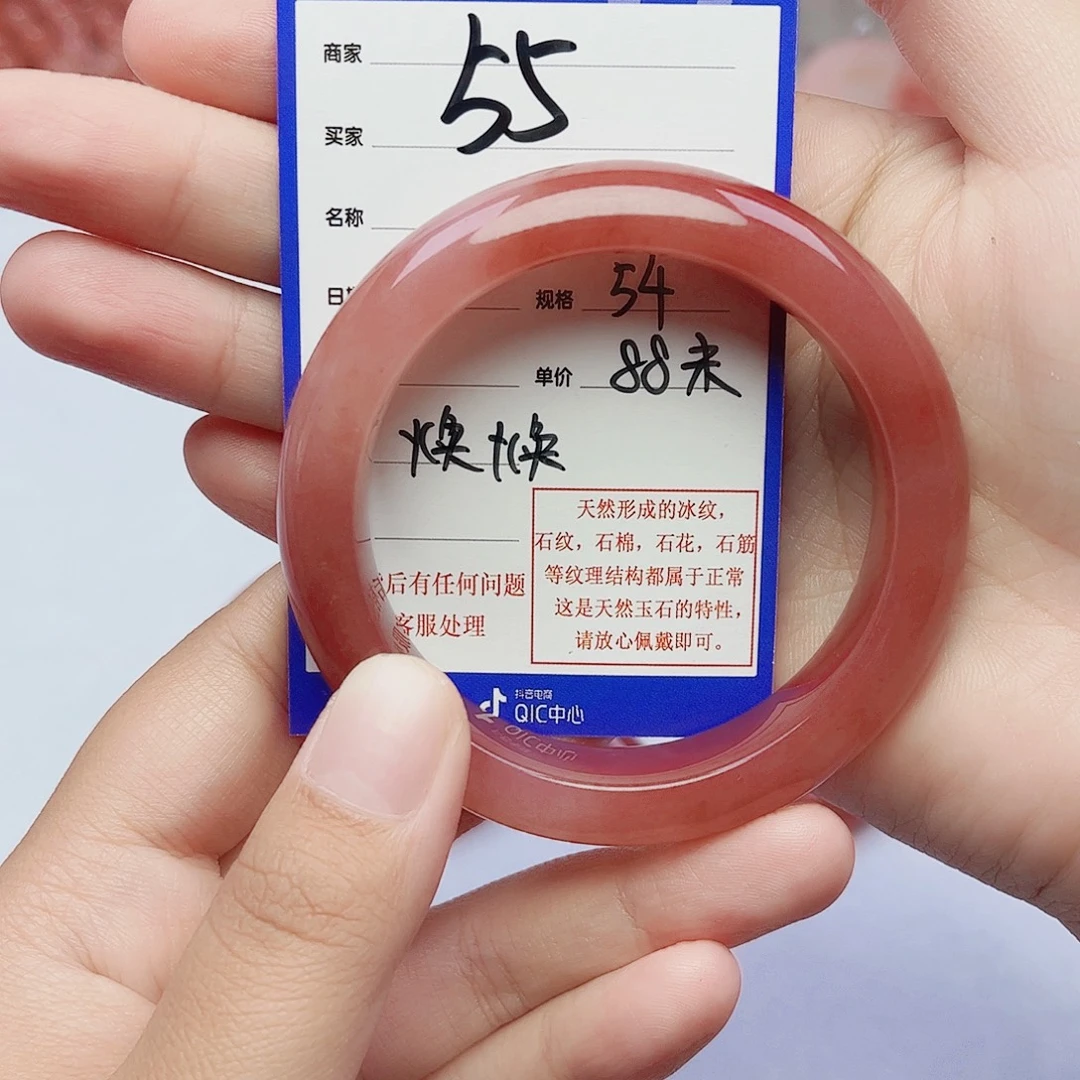 商家
55
买家
名称
日
规格 54
单价 88米
焕焕
天然形成的冰纹，
石纹，石棉，石花，石筋
等纹理结构都属于正常
这是天然玉石的特性，
请放心佩戴即可。
后有任何问题
客服处理
抖音电商
QIC中心